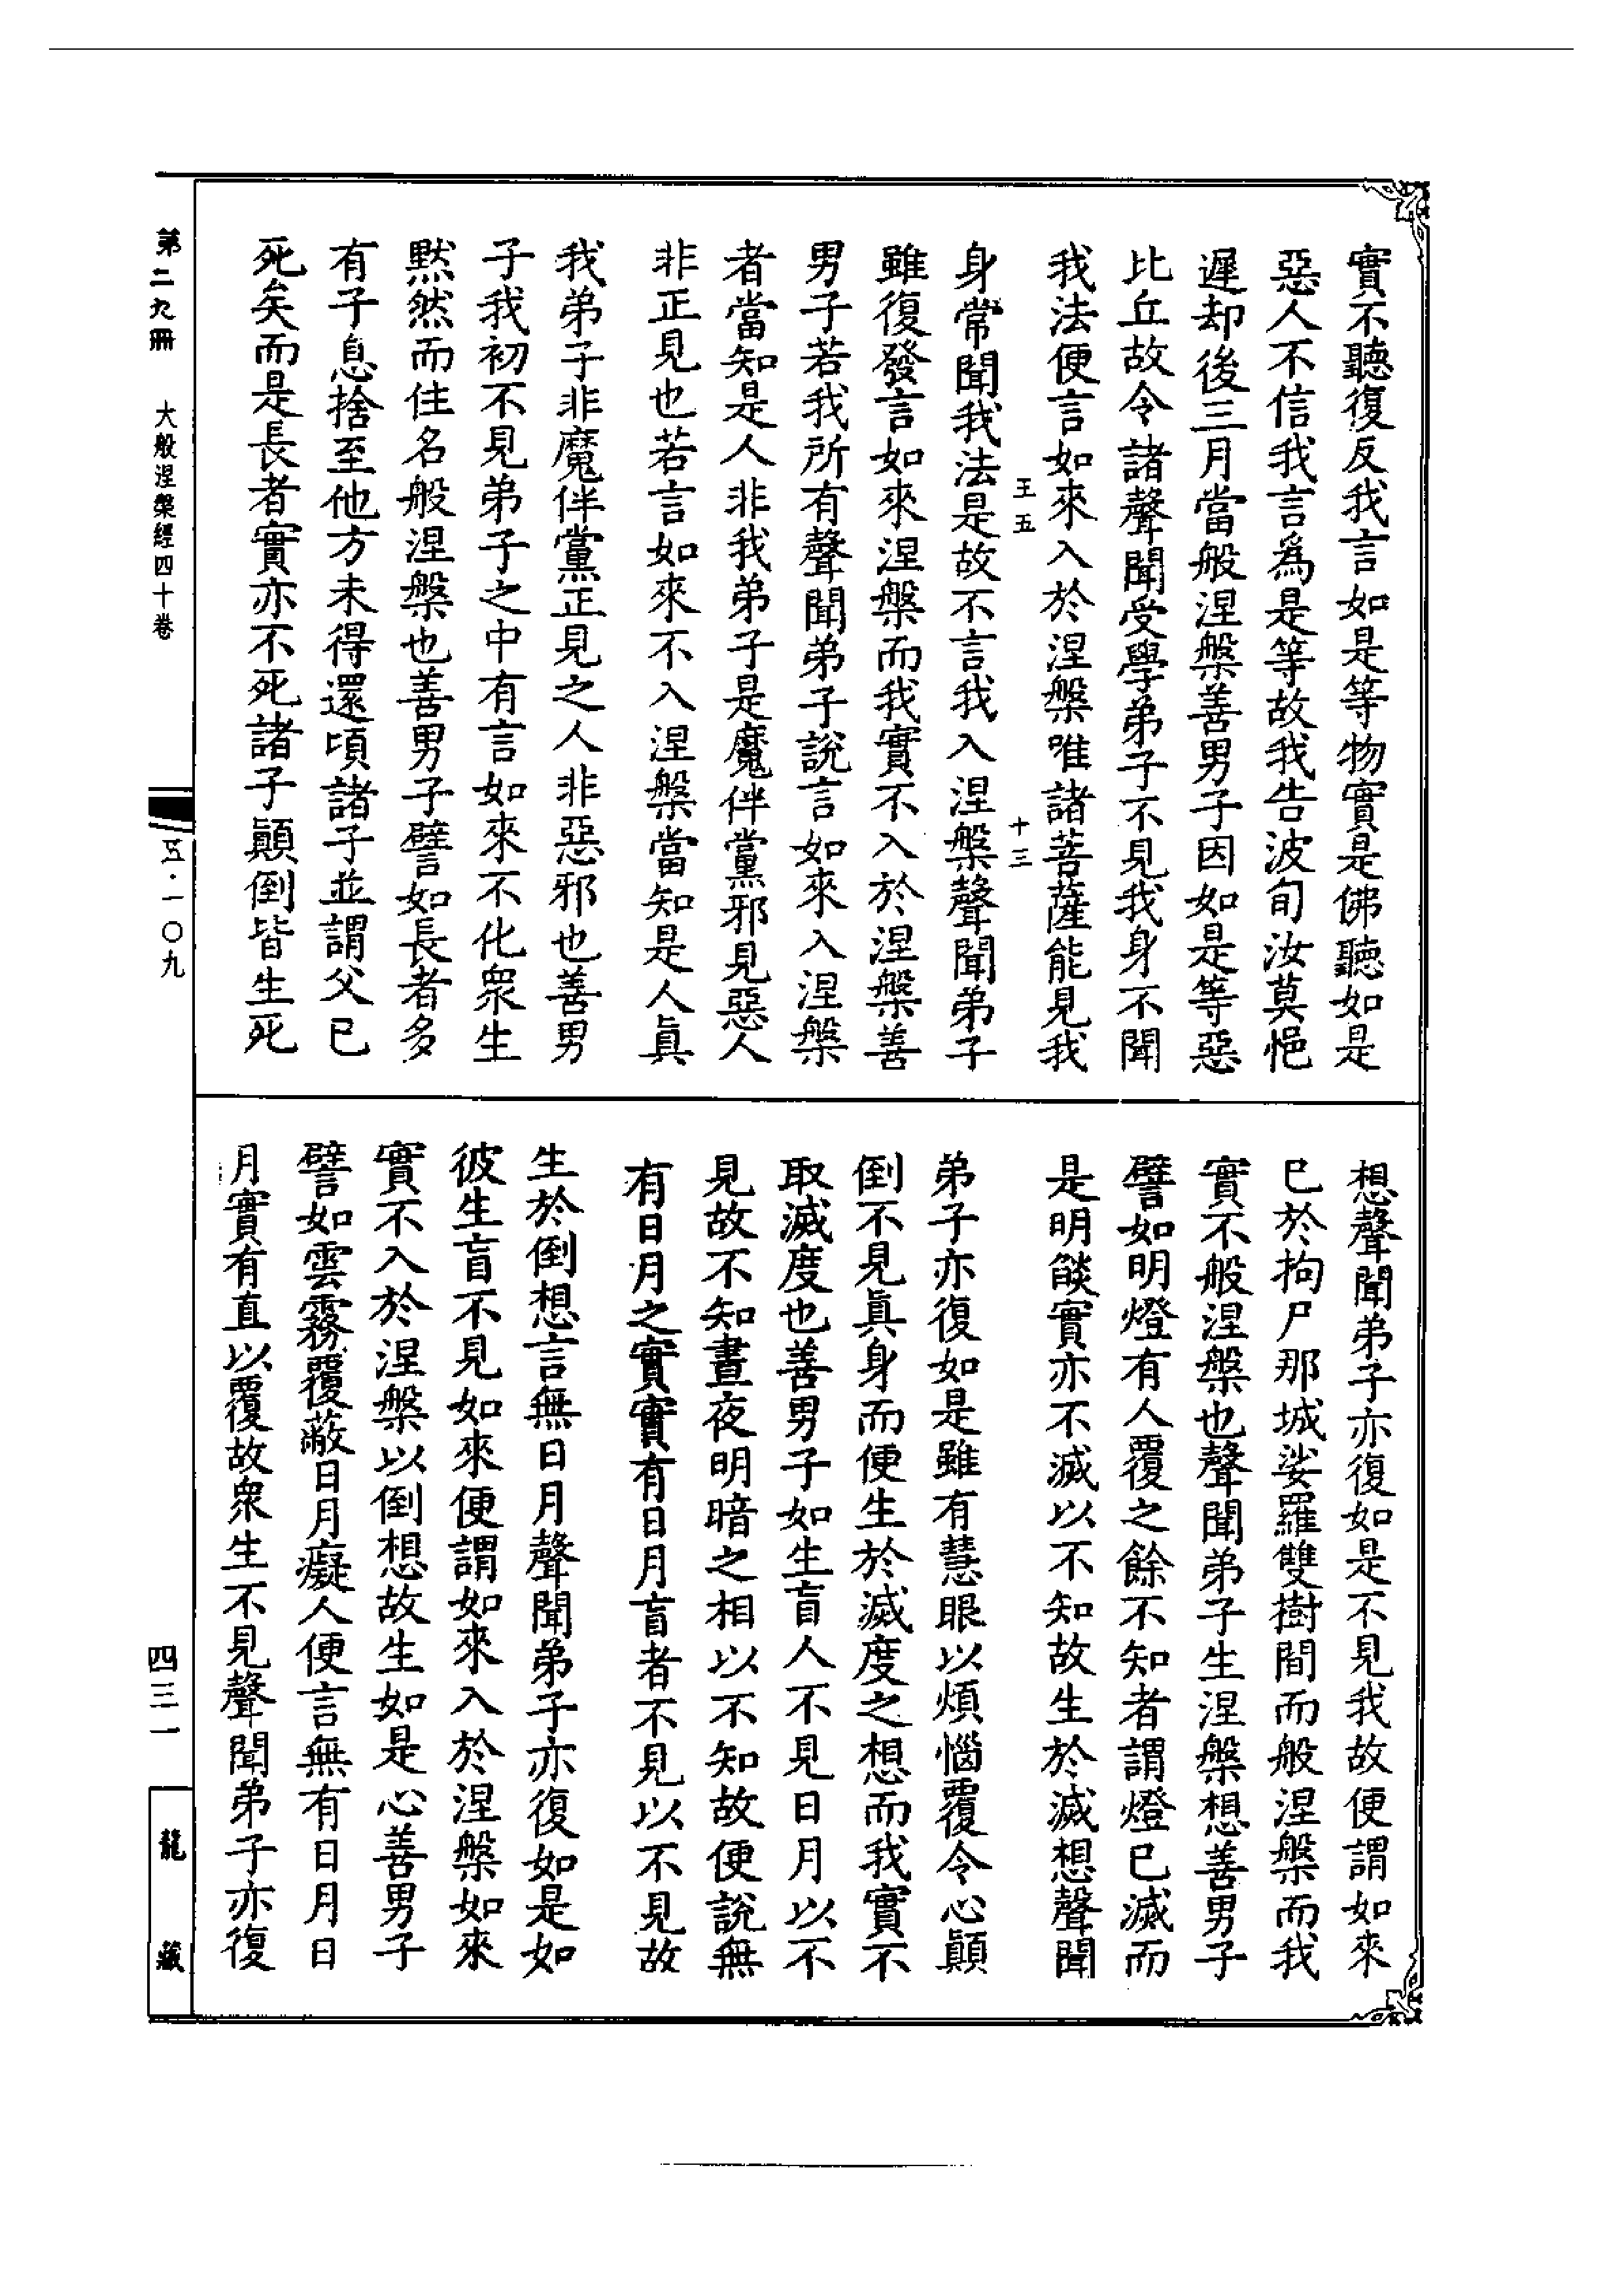 實不聽復反我言如是等物實是佛聽如是
惡人不信我言爲是等故我告波旬汝莫悒
遲却後三月當般涅槃善男子因如是等惡
比丘故令諸聲聞受學弟子不見我身不聞
我法便言如來入於涅槃唯諸菩薩能見我
王五 十三
身常聞我法是故不言我入涅槃聲聞弟子
雖復發言如來涅槃而我實不入於涅槃善
男子若我所有聲聞弟子說言如來入涅槃
者當知是人非我弟子是魔伴黨邪見惡人
非正見也若言如來不入涅槃當知是人眞
我弟子非魔伴黨正見之人非惡邪也善男
子我初不見弟子之中有言如來不化衆生
黙然而住名般涅槃也善男子譬如長者多
有子息捨至他方未得還頃諸子並謂父已
死矣而是長者實亦不死諸子顚倒皆生死
想聲聞弟子亦復如是不見我故便謂如來
已於拘尸那城娑羅雙樹間而般涅槃而我
實不般涅槃也聲聞弟子生涅槃想善男子
譬如明燈有人覆之餘不知者謂燈已滅而
是明燄實亦不滅以不知故生於滅想聲聞
弟子亦復如是雖有慧眼以煩惱覆令心顚
倒不見眞身而便生於滅度之想而我實不
取滅度也善男子如生盲人不見日月以不
見故不知晝夜明暗之相以不知故便說無
有日月之實實有日月盲者不見以不見故
生於倒想言無日月聲聞弟子亦復如是如
彼生盲不見如來便謂如來入於涅槃如來
實不入於涅槃以倒想故生如是心善男子
譬如雲霧覆蔽日月癡人便言無有日月日
月實有直以覆故衆生不見聲聞弟子亦復
第二九冊 大般涅槃經四十卷
五·一〇九
四三一
龍藏